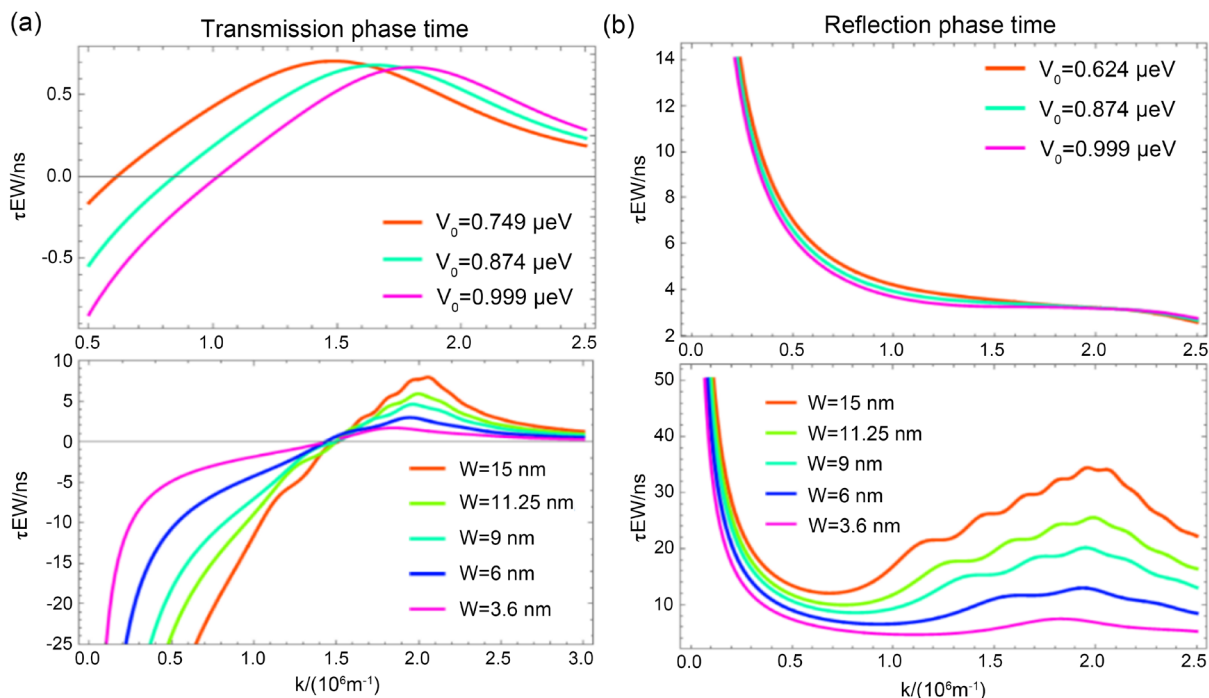 (a)
Transmission phase time
0.5
0.0
-0.5
τEW/ns
V0=0.749 μeV
V0=0.874 μeV
V0=0.999 μeV
0.5 1.0 1.5 2.0 2.5
10
5
0
-5
-10
-15
-20
-25
τEW/ns
W=15 nm
W=11.25 nm
W=9 nm
W=6 nm
W=3.6 nm
0.0 0.5 1.0 1.5 2.0 2.5 3.0
k/(10⁶m⁻¹)
(b)
Reflection phase time
14
12
10
8
6
4
2
τEW/ns
V0=0.624 μeV
V0=0.874 μeV
V0=0.999 μeV
0.0 0.5 1.0 1.5 2.0 2.5
50
40
30
20
10
τEW/ns
W=15 nm
W=11.25 nm
W=9 nm
W=6 nm
W=3.6 nm
0.0 0.5 1.0 1.5 2.0 2.5
k/(10⁶m⁻¹)